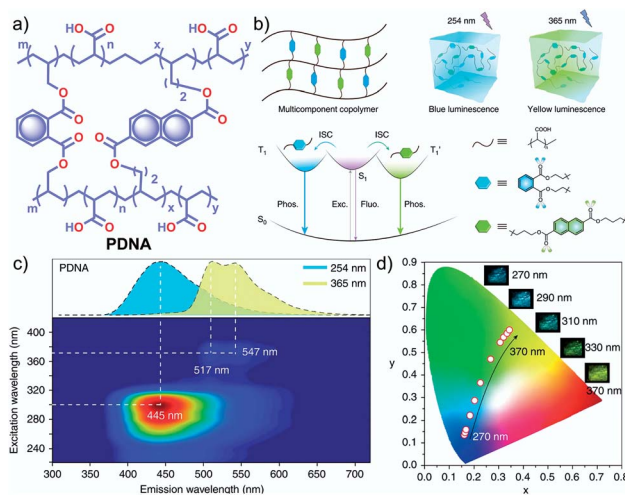 a)
HO
O
O
OH
m
n
x
y
2
O
O
O
O
O
O
O
O
2
m
n
x
y
HO
O
O
OH
PDNA
b)
254 nm
365 nm
Multicomponent copolymer
Blue luminescence
Yellow luminescence
ISC
ISC
T1
T1'
S1
Phos.
Exc.
Fluo.
Phos.
S0
COOH
c)
PDNA
254 nm
365 nm
547 nm
517 nm
445 nm
400
360
320
280
240
Excitation wavelength (nm)
300 400 500 600 700
Emission wavelength (nm)
d)
0.9
0.8
0.7
0.6
0.5
0.4
0.3
0.2
0.1
0.0
y
270 nm
290 nm
310 nm
330 nm
370 nm
370 nm
270 nm
0.0 0.1 0.2 0.3 0.4 0.5 0.6 0.7 0.8
x